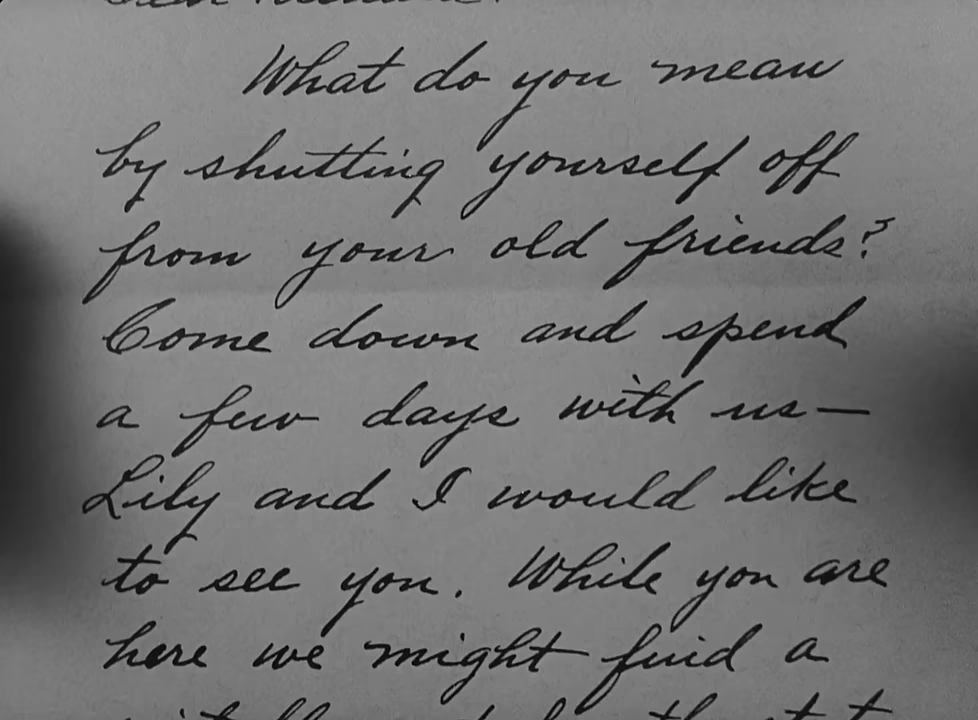 What do you mean
by shutting yourself off
from your old friends?
Come down and spend
a few days with us—
Lily and I would like
to see you. While you are
here we might find a